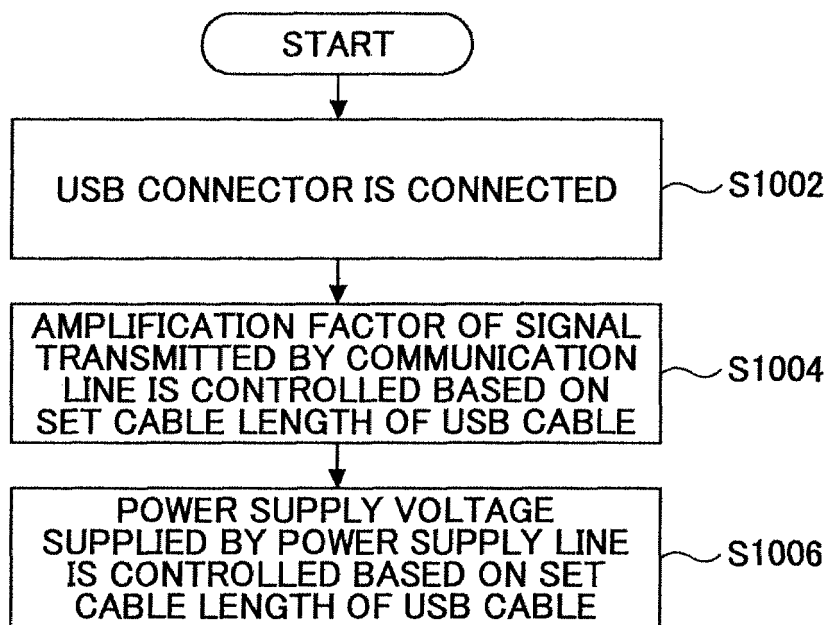 START
USB CONNECTOR IS CONNECTED
S1002
AMPLIFICATION FACTOR OF SIGNAL
TRANSMITTED BY COMMUNICATION
LINE IS CONTROLLED BASED ON
SET CABLE LENGTH OF USB CABLE
S1004
POWER SUPPLY VOLTAGE
SUPPLIED BY POWER SUPPLY LINE
IS CONTROLLED BASED ON SET
CABLE LENGTH OF USB CABLE
S1006